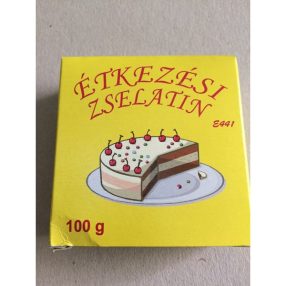 ÉTKEZÉSI
ZSELATIN
E441
100 g